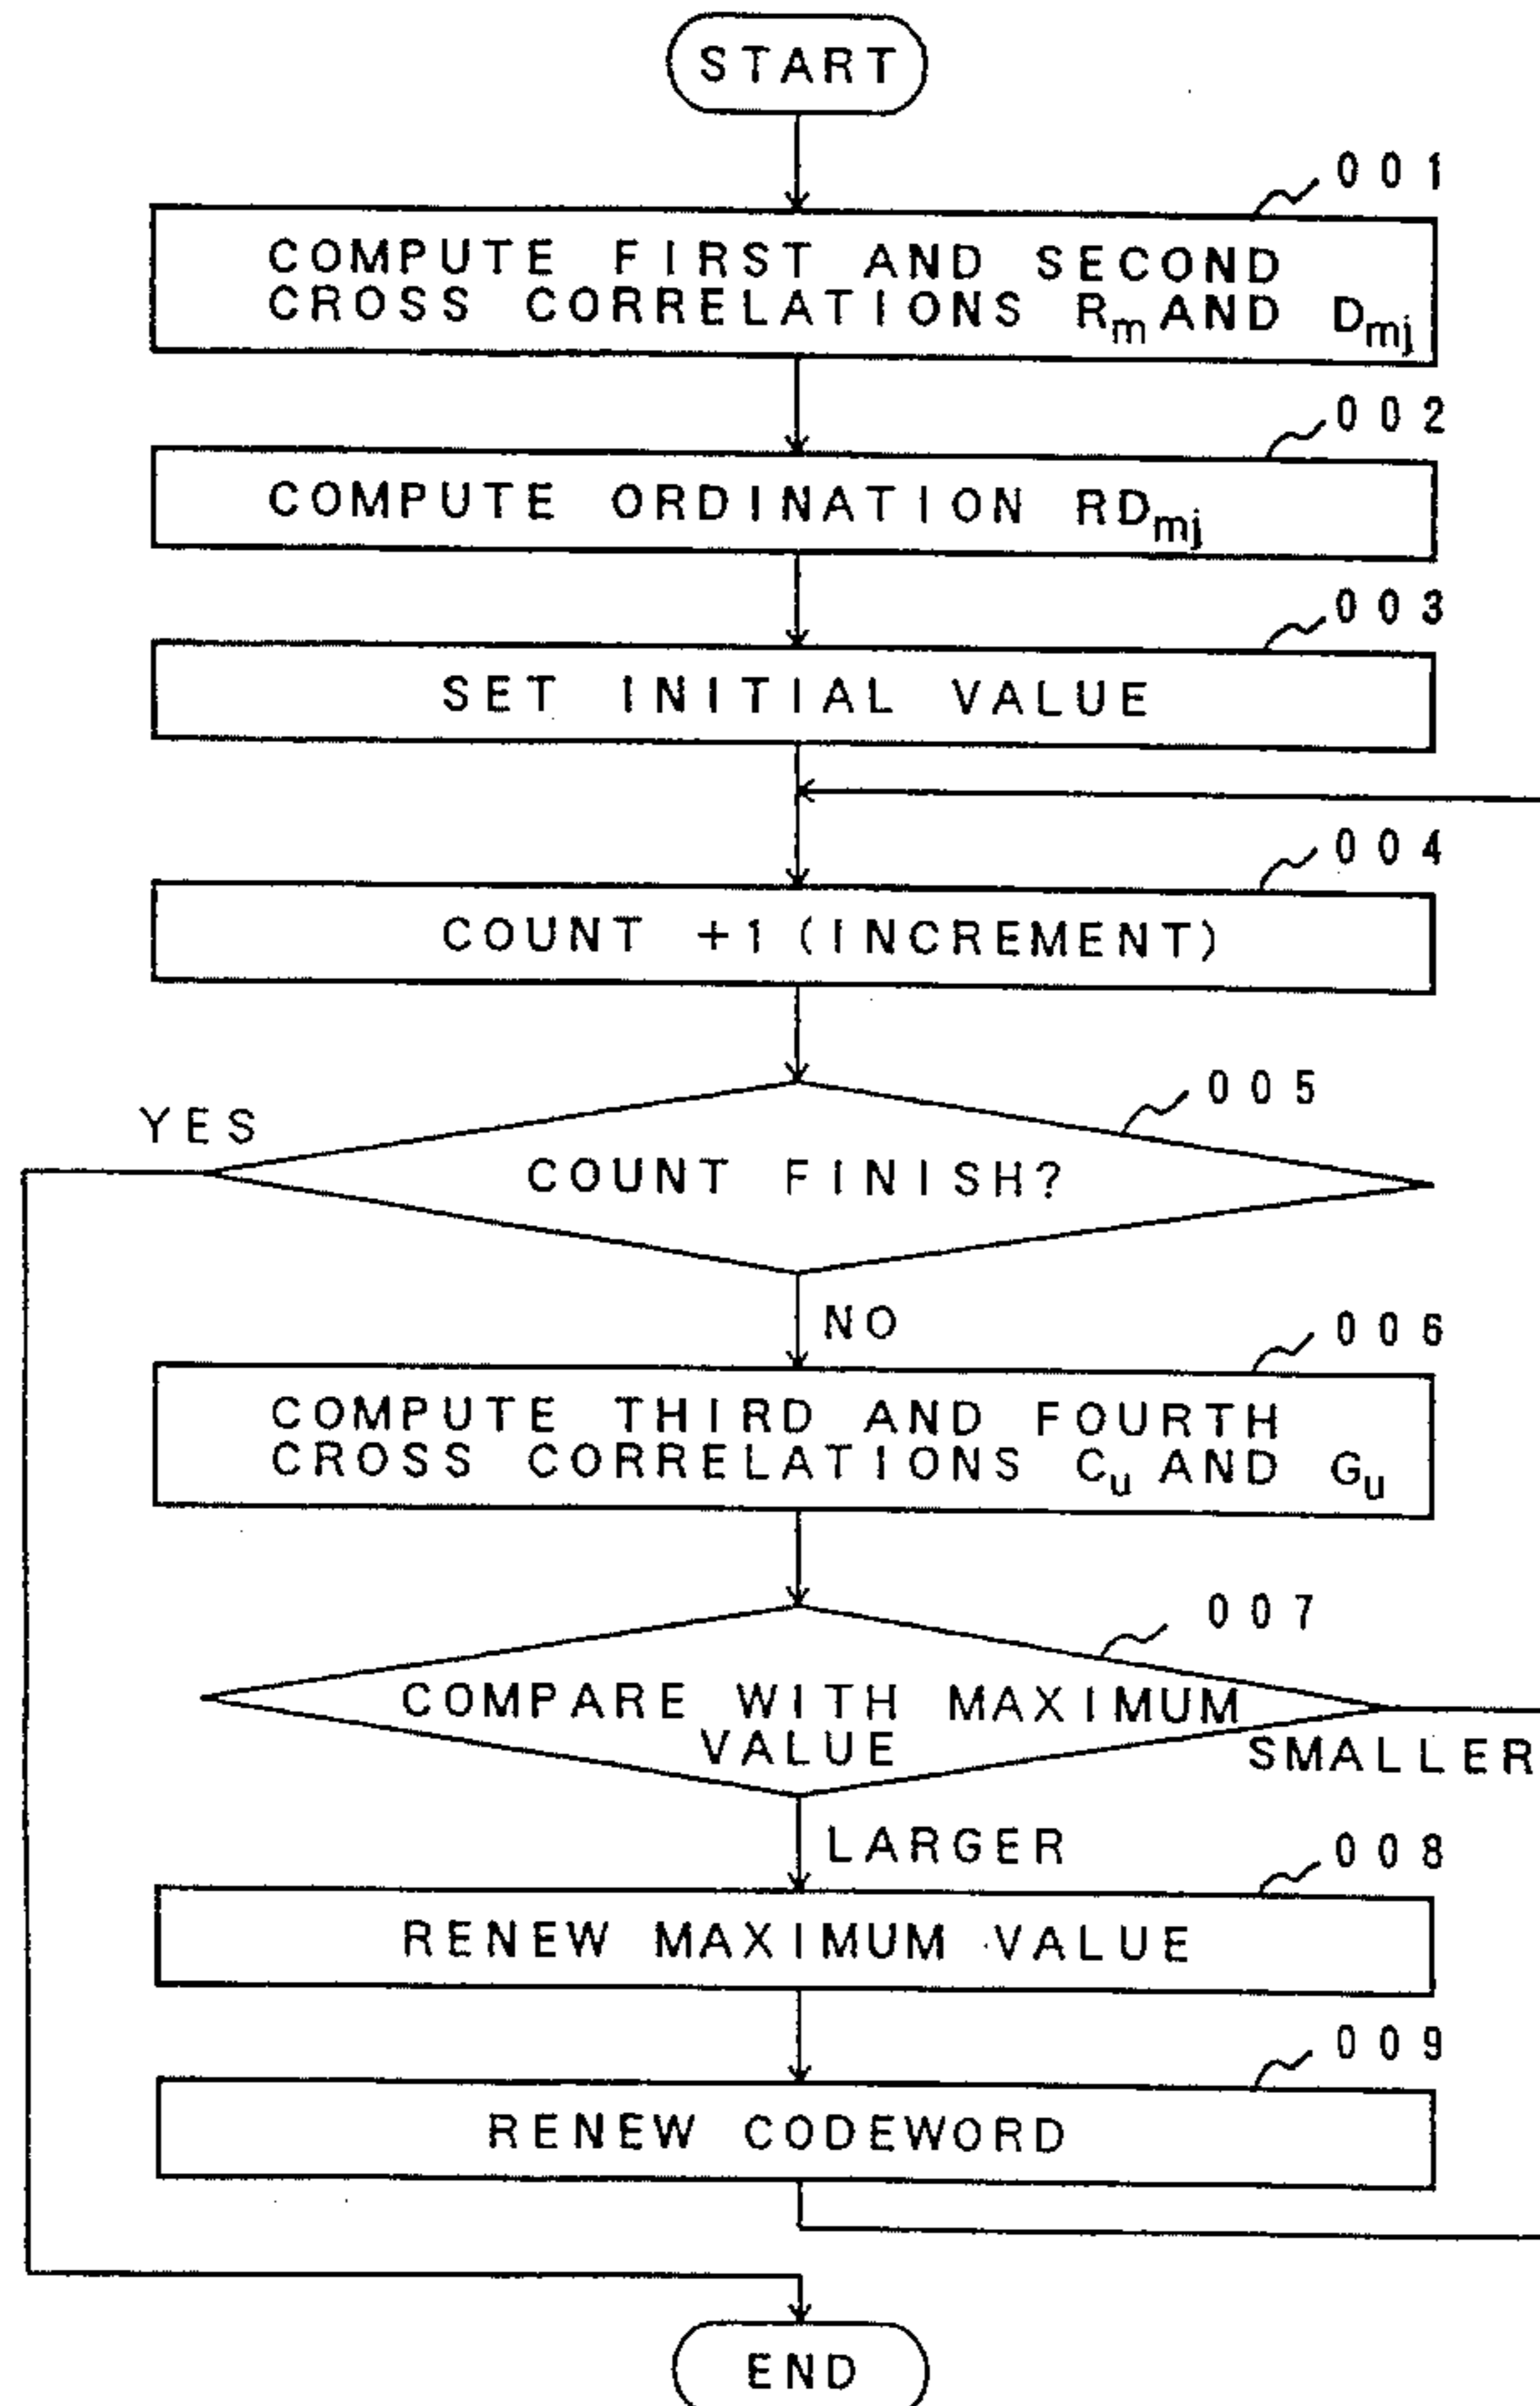 START
001
COMPUTE FIRST AND SECOND
CROSS CORRELATIONS Rm AND Dmj
002
COMPUTE ORDINATION RDmj
003
SET INITIAL VALUE
004
COUNT +1 (INCREMENT)
005
YES
COUNT FINISH?
NO
006
COMPUTE THIRD AND FOURTH
CROSS CORRELATIONS Cu AND Gu
007
COMPARE WITH MAXIMUM
VALUE
SMALLER
LARGER
008
RENEW MAXIMUM VALUE
009
RENEW CODEWORD
END